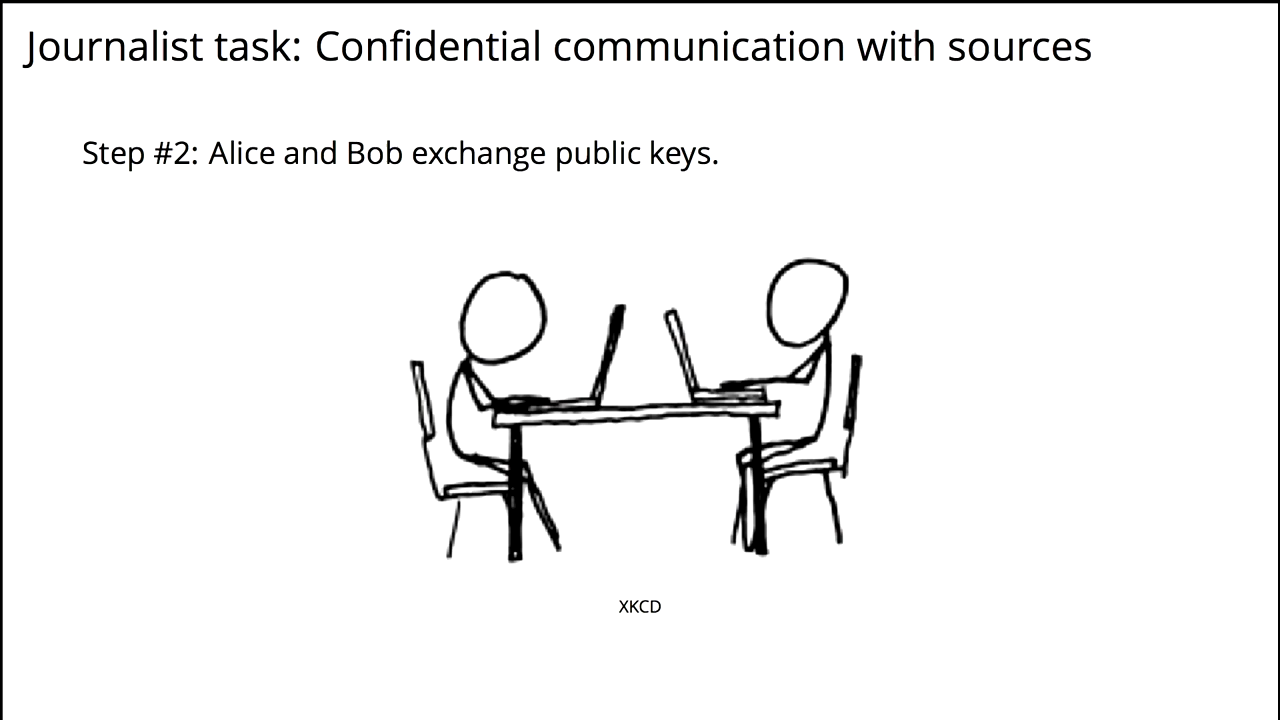 Journalist task: Confidential communication with sources
Step #2: Alice and Bob exchange public keys.
XKCD